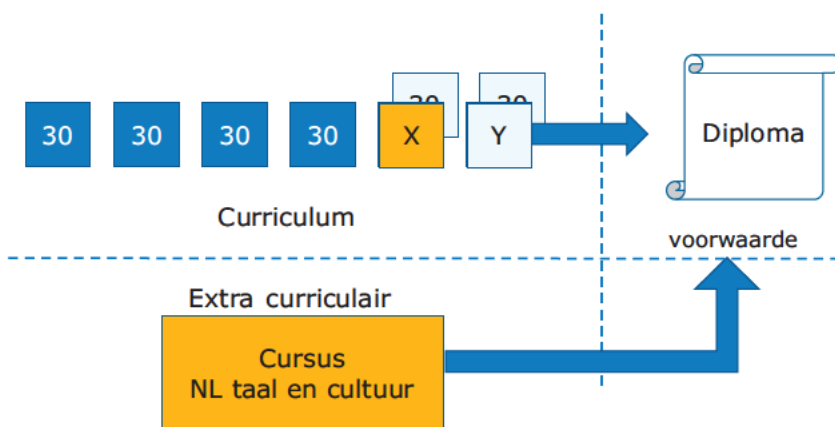 30 30 30 30 X Y
Diploma
Curriculum
voorwaarde
Extra curriculair
Cursus
NL taal en cultuur